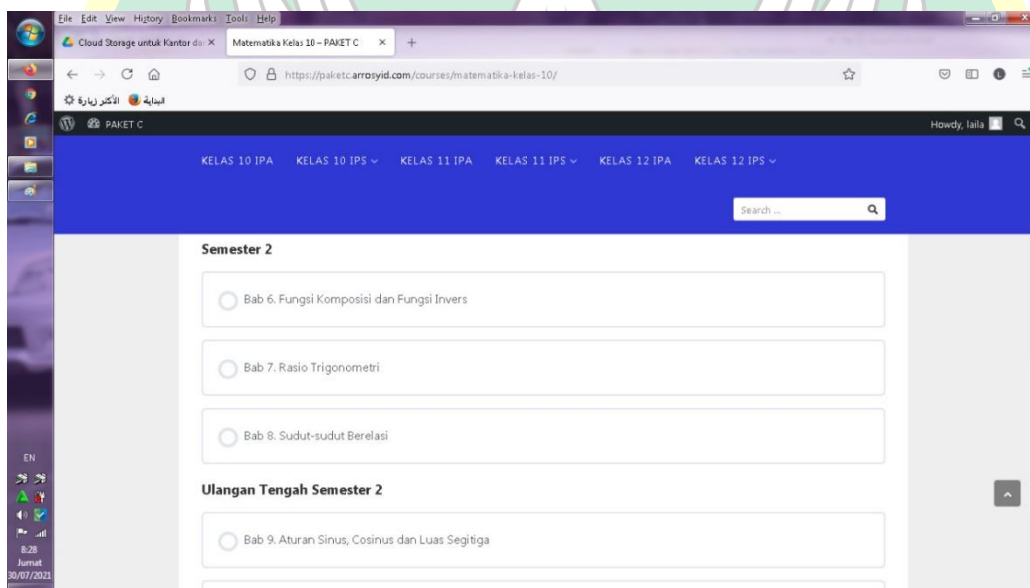 File Edit View History Bookmarks Tools Help
Cloud Storage untuk Kantor da
Matematika Kelas 10 – PAKET C
https://paketc.arrosyid.com/courses/matematika-kelas-10/
البداية الأكثر زيارة
PAKET C
Howdy, laila
KELAS 10 IPA KELAS 10 IPS KELAS 11 IPA KELAS 11 IPS KELAS 12 IPA KELAS 12 IPS
Search ...
Semester 2
Bab 6. Fungsi Komposisi dan Fungsi Invers
Bab 7. Rasio Trigonometri
Bab 8. Sudut-sudut Berelasi
Ulangan Tengah Semester 2
Bab 9. Aturan Sinus, Cosinus dan Luas Segitiga
EN
8:28
Jumat
30/07/2021